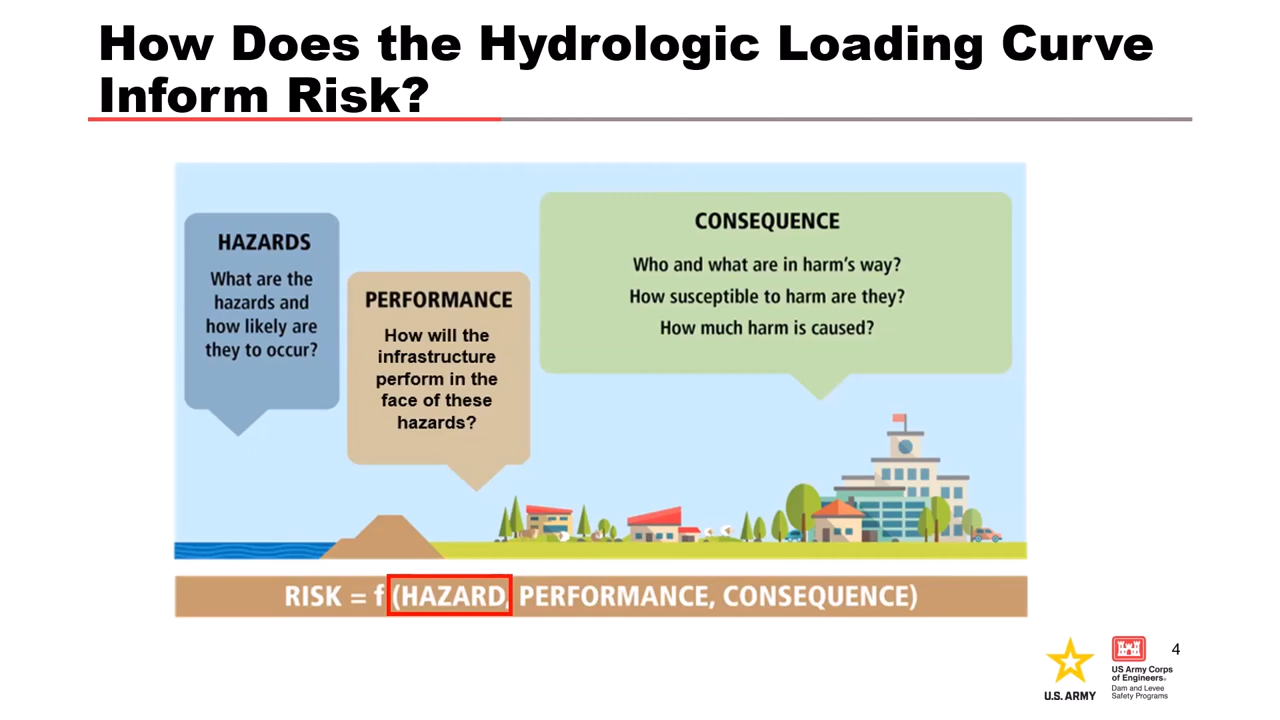 How Does the Hydrologic Loading Curve
Inform Risk?
HAZARDS
What are the
hazards and
how likely are
they to occur?
PERFORMANCE
How will the
infrastructure
perform in the
face of these
hazards?
CONSEQUENCE
Who and what are in harm's way?
How susceptible to harm are they?
How much harm is caused?
RISK = f (HAZARD, PERFORMANCE, CONSEQUENCE)
U.S. ARMY
US Army Corps
of Engineers®
Dam and Levee
Safety Programs
4